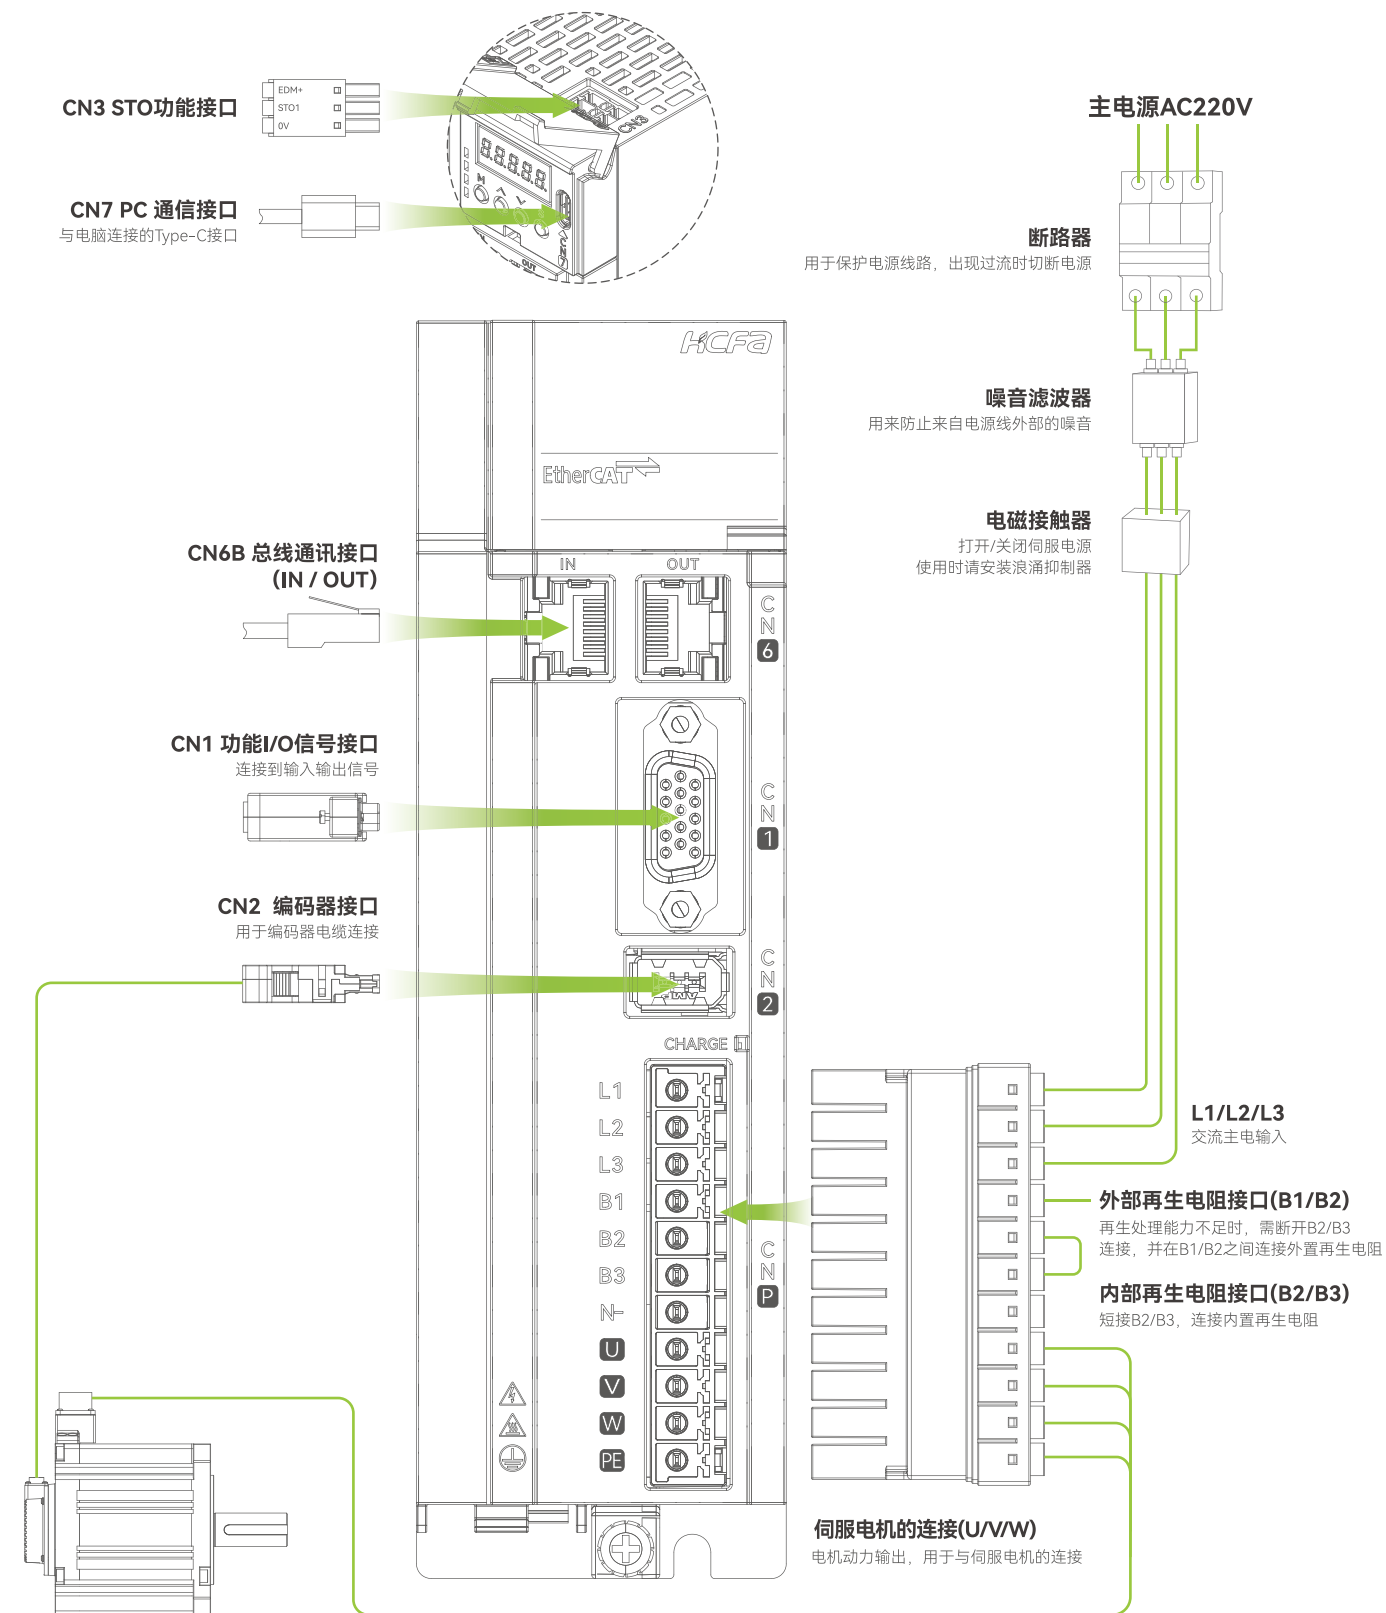 EDM+
STO1
0V
CN3 STO功能接口
CN3
CN7 PC 通信接口
与电脑连接的Type-C接口
8.8.8.8.8.
M
CN7
OUT
主电源AC220V
断路器
用于保护电源线路，出现过流时切断电源
HCFa
噪音滤波器
用来防止来自电源线外部的噪音
EtherCAT
电磁接触器
打开/关闭伺服电源
使用时请安装浪涌抑制器
CN6B 总线通讯接口
（IN / OUT）
IN
OUT
CN6
CN1 功能I/O信号接口
连接到输入输出信号
CN1
CN2 编码器接口
用于编码器电缆连接
CN2
AMP
CHARGE
L1
L2
L3
B1
B2
B3
N-
U
V
W
PE
CNP
L1/L2/L3
交流主电输入
外部再生电阻接口(B1/B2)
再生处理能力不足时，需断开B2/B3
连接，并在B1/B2之间连接外置再生电阻
内部再生电阻接口(B2/B3)
短接B2/B3，连接内置再生电阻
伺服电机的连接(U/V/W)
电机动力输出，用于与伺服电机的连接